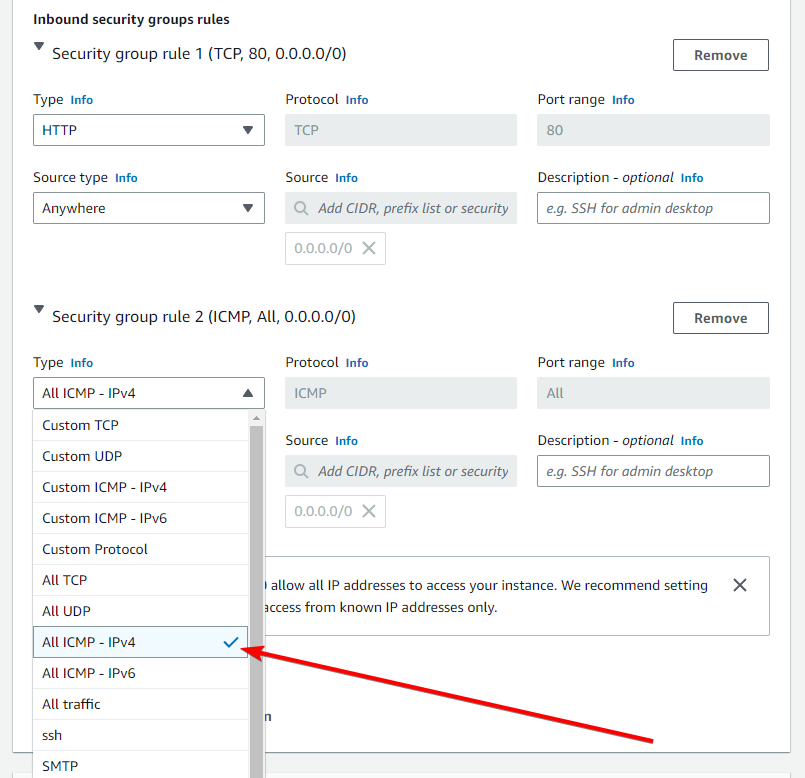 Inbound security groups rules
Security group rule 1 (TCP, 80, 0.0.0.0/0)
Remove
Type Info
Protocol Info
Port range Info
HTTP
TCP
80
Source type Info
Source Info
Description - optional Info
Anywhere
Add CIDR, prefix list or security
e.g. SSH for admin desktop
0.0.0.0/0
Security group rule 2 (ICMP, All, 0.0.0.0/0)
Remove
Type Info
Protocol Info
Port range Info
All ICMP - IPv4
ICMP
All
Custom TCP
Custom UDP
Custom ICMP - IPv4
Custom ICMP - IPv6
Custom Protocol
All TCP
All UDP
All ICMP - IPv4
All ICMP - IPv6
All traffic
ssh
SMTP
Source Info
Description - optional Info
Add CIDR, prefix list or security
e.g. SSH for admin desktop
0.0.0.0/0
allow all IP addresses to access your instance. We recommend setting
access from known IP addresses only.